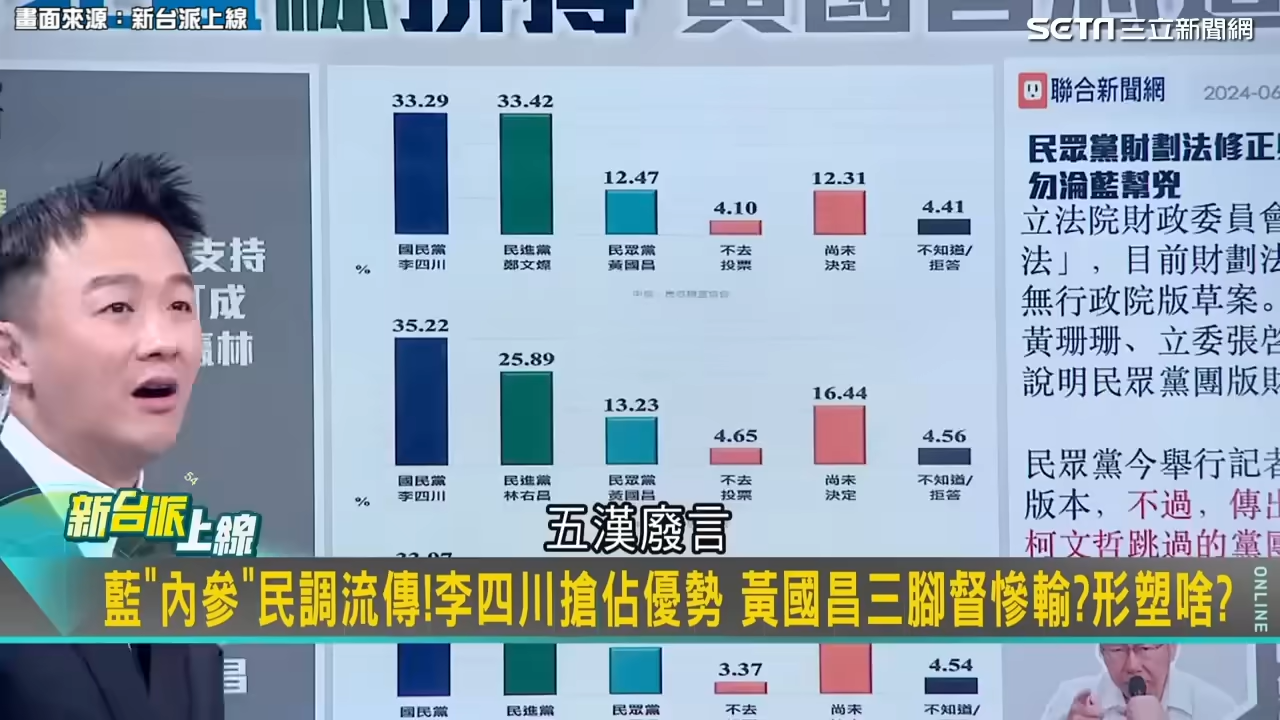 畫面來源：新台派上線
SETN三立新聞網
33.29
33.42
12.47
4.10
12.31
4.41
%
國民黨
李四川
民進黨
鄭文燦
民眾黨
黃國昌
不去
投票
尚未
決定
不知道/
拒答
35.22
25.89
13.23
4.65
16.44
4.56
%
國民黨
李四川
民進黨
林右昌
民眾黨
黃國昌
不去
投票
尚未
決定
不知道/
拒答
3.37
4.54
國民黨
民進黨
民眾黨
不去
尚未
不知道/
支持
成
林
昌
聯合新聞網
2024-06
民眾黨財劃法修正
勿淪藍幫兇
立法院財政委員會
法」，目前財劃法
無行政院版草案。
黃珊珊、立委張啓
說明民眾黨團版財
民眾黨今舉行記者
版本，不過，傳出
柯文哲跳過的黨團
五漢廢言
新台派
上線
藍"內參"民調流傳!李四川搶佔優勢 黃國昌三腳督慘輸?形塑啥?
ONLINE